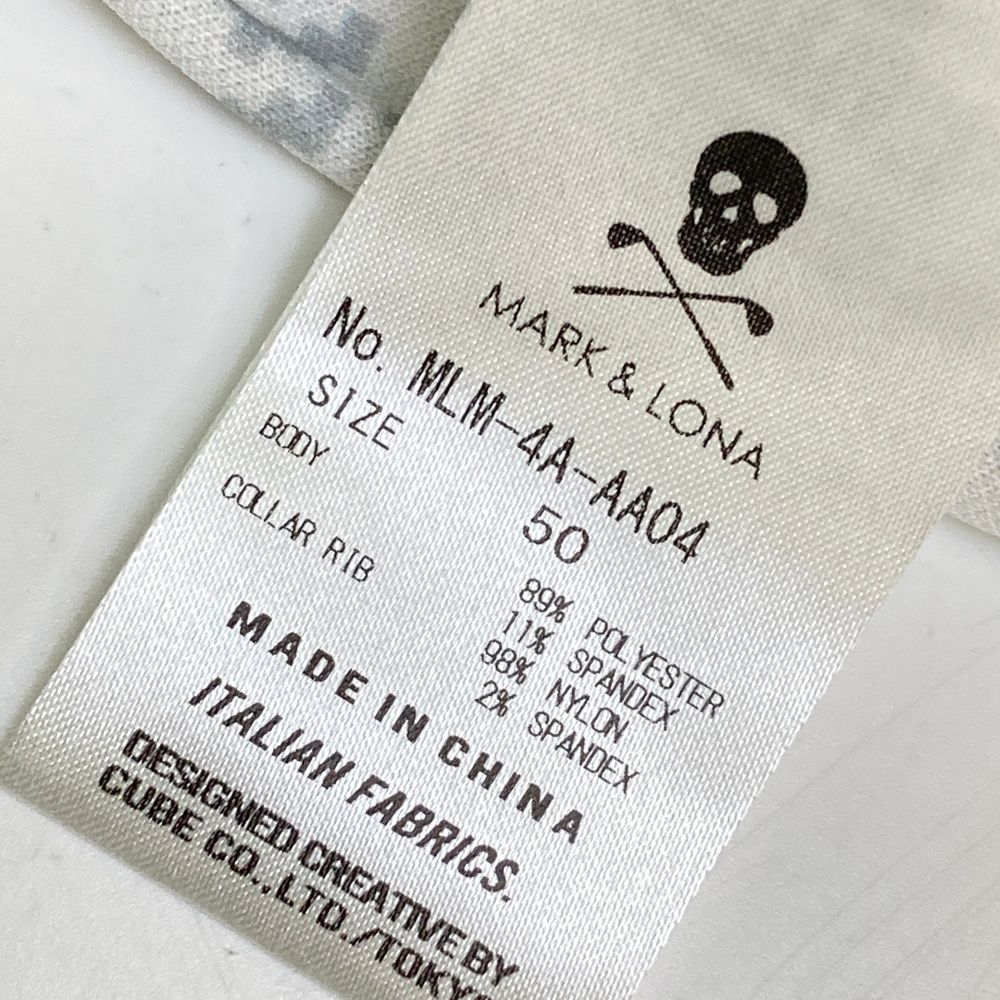 MARK & LONA
No. MLM-4A-AA04
SIZE 50
BODY 89% POLYESTER
11% SPANDEX
COLLAR RIB 98% NYLON
2% SPANDEX
MADE IN CHINA
ITALIAN FABRICS.
DESIGNED CREATIVE BY
CUBE CO.,LTD./TOKY